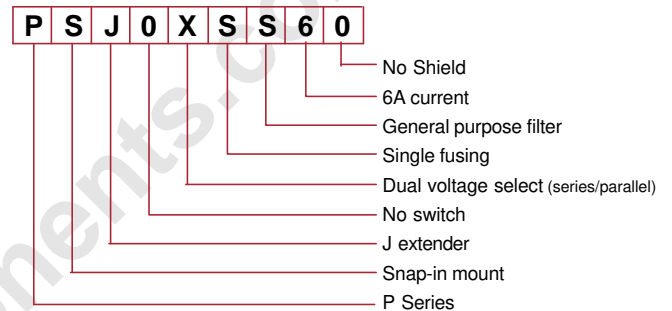 P S J 0 X S S 6 0
No Shield
6A current
General purpose filter
Single fusing
Dual voltage select (series/parallel)
No switch
J extender
Snap-in mount
P Series